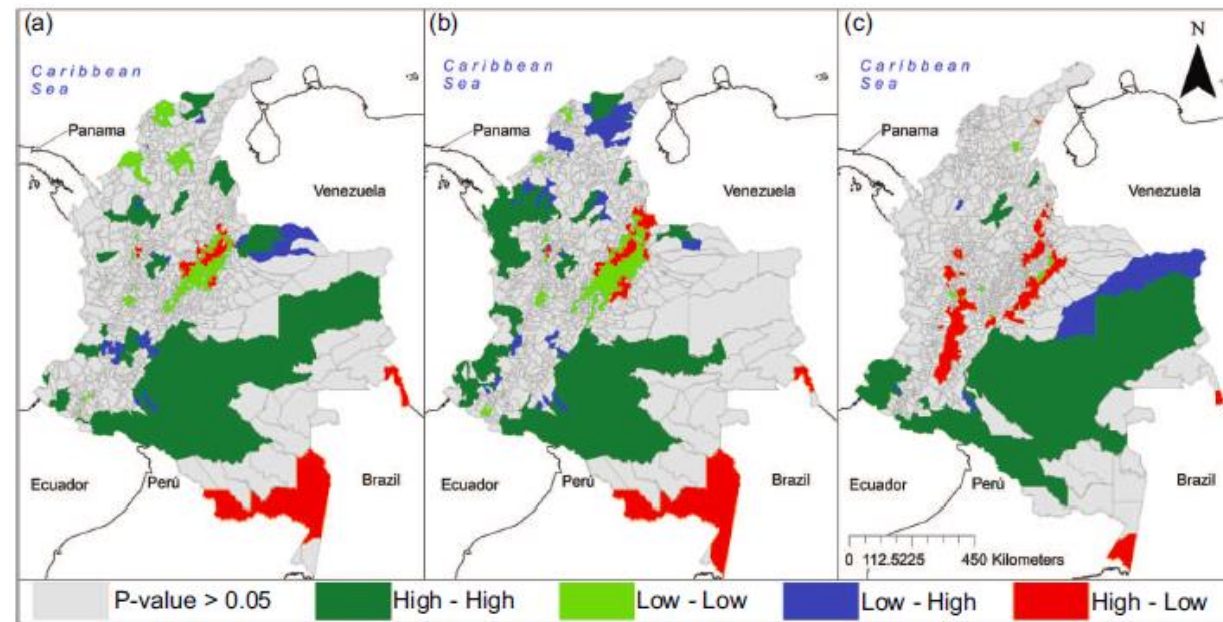 (a)
Caribbean
Sea
Panama
Venezuela
Ecuador
Perú
Brazil
(b)
Caribbean
Sea
Panama
Venezuela
Ecuador
Perú
Brazil
(c)
Caribbean
Sea
N
Panama
Venezuela
Ecuador
Perú
Brazil
0 112.5225 450 Kilometers
P-value > 0.05
High - High
Low - Low
Low - High
High - Low